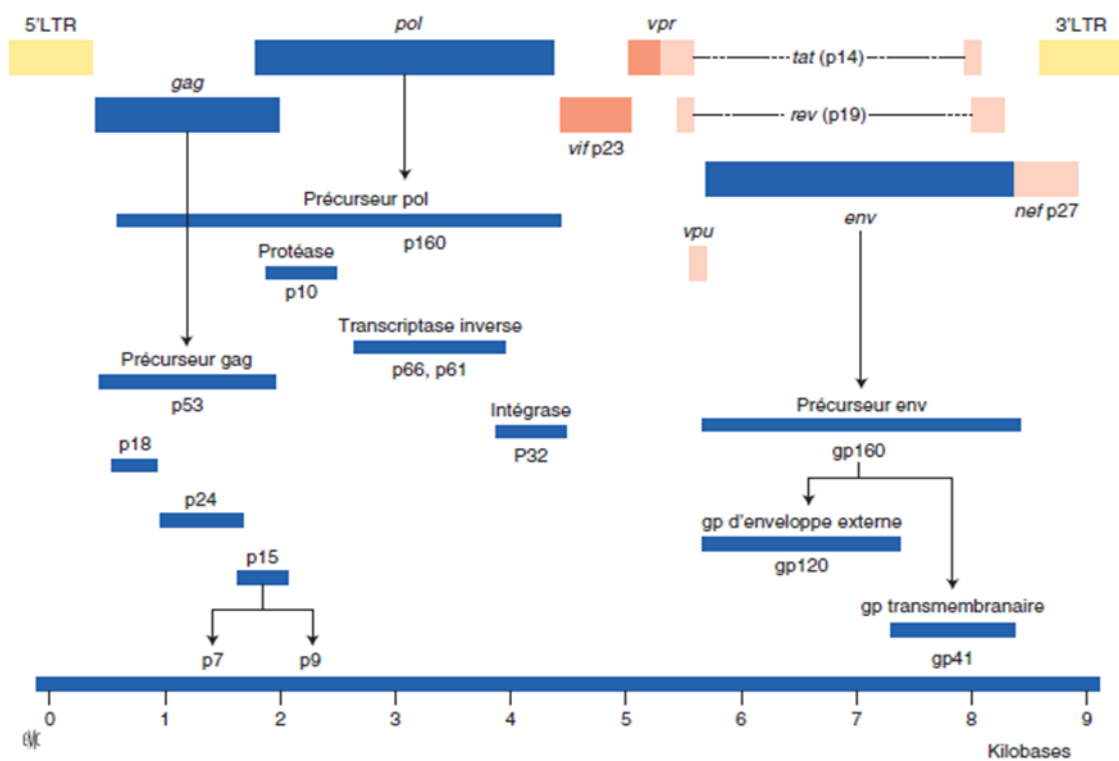 5'LTR
pol
vpr
3'LTR
tat (p14)
gag
rev (p19)
vif p23
Précurseur pol
p160
env
nef p27
vpu
Protéase
p10
Transcriptase inverse
p66, p61
Précurseur gag
p53
Intégrase
P32
Précurseur env
gp160
p18
p24
gp d'enveloppe externe
gp120
p15
gp transmembranaire
gp41
p7
p9
0 1 2 3 4 5 6 7 8 9
EMC
Kilobases